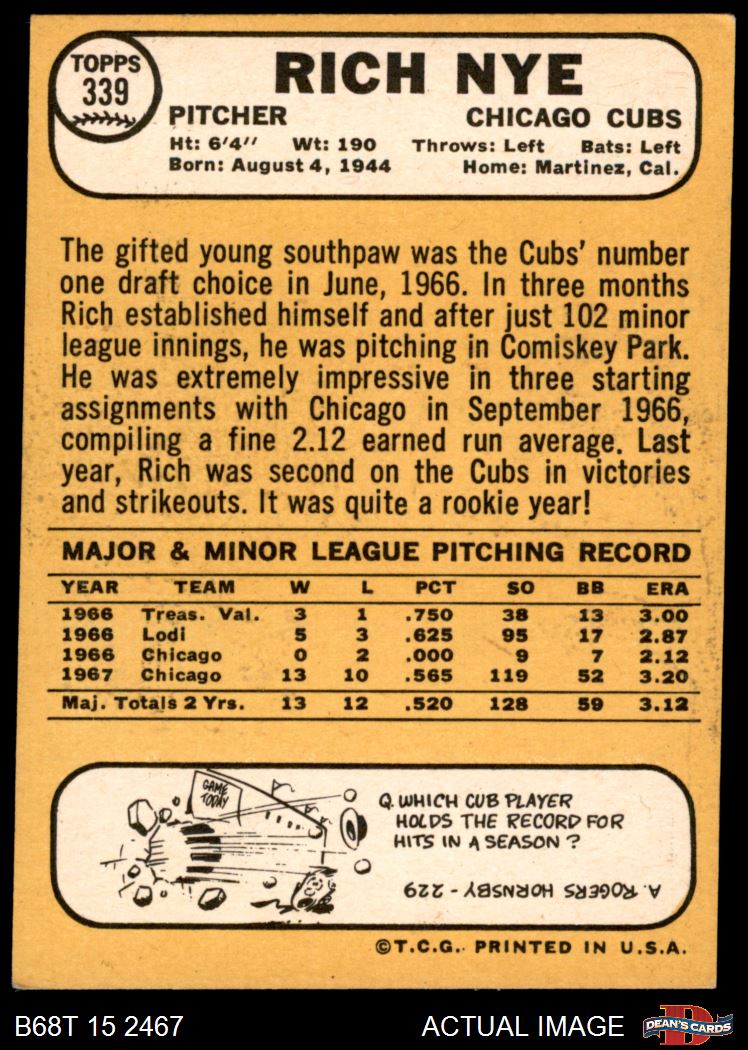 TOPPS
339
RICH NYE
PITCHER CHICAGO CUBS
Ht: 6'4" Wt: 190 Throws: Left Bats: Left
Born: August 4, 1944 Home: Martinez, Cal.
The gifted young southpaw was the Cubs' number
one draft choice in June, 1966. In three months
Rich established himself and after just 102 minor
league innings, he was pitching in Comiskey Park.
He was extremely impressive in three starting
assignments with Chicago in September 1966,
compiling a fine 2.12 earned run average. Last
year, Rich was second on the Cubs in victories
and strikeouts. It was quite a rookie year!
MAJOR & MINOR LEAGUE PITCHING RECORD
YEAR TEAM W L PCT SO BB ERA
1966 Treas. Val. 3 1 .750 38 13 3.00
1966 Lodi 5 3 .625 95 17 2.87
1966 Chicago 0 2 .000 9 7 2.12
1967 Chicago 13 10 .565 119 52 3.20
Maj. Totals 2 Yrs. 13 12 .520 128 59 3.12
GAME
TODAY
Q. WHICH CUB PLAYER
HOLDS THE RECORD FOR
HITS IN A SEASON?
A. ROGERS HORNSBY - 229
©T.C.G. PRINTED IN U.S.A.
B68T 15 2467 ACTUAL IMAGE D DEAN'S CARDS